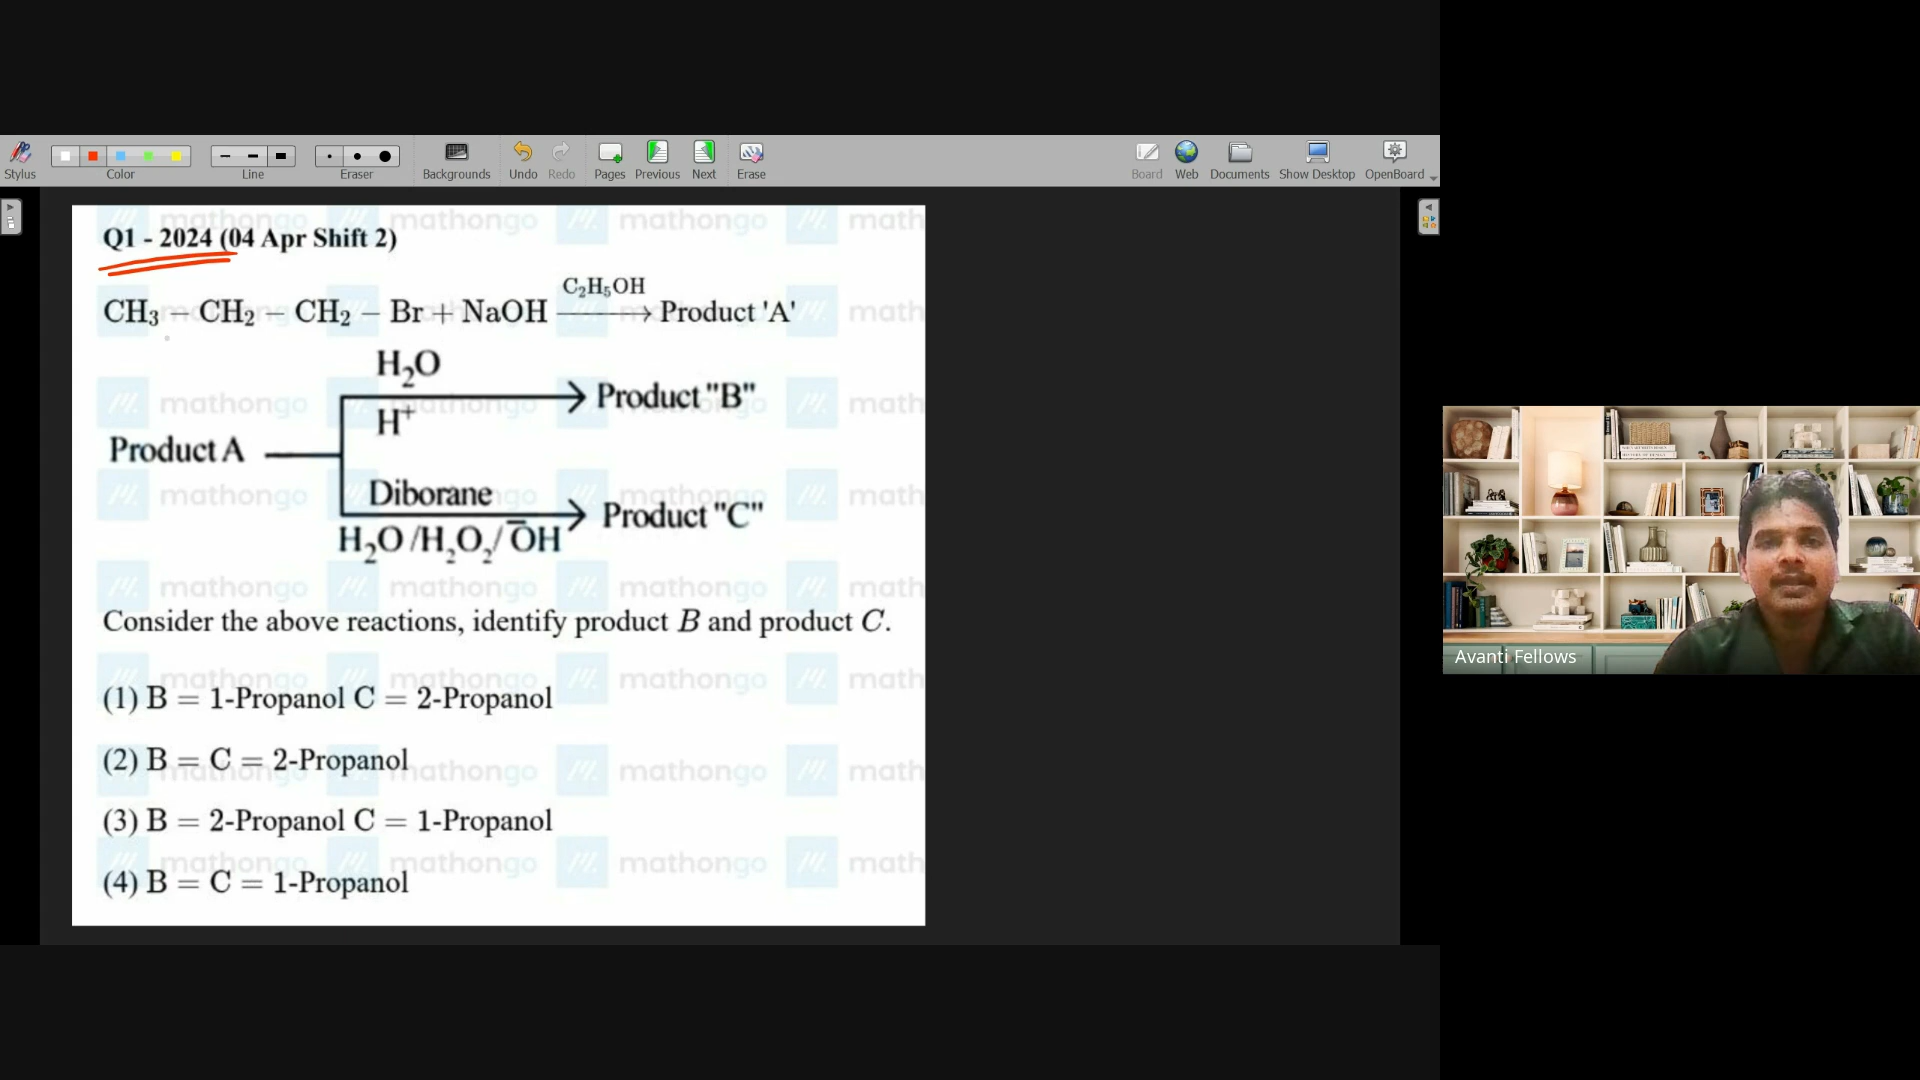 Stylus Color Line Eraser Backgrounds Undo Redo Pages Previous Next Erase Board Web Documents Show Desktop OpenBoard
Q1 - 2024 (04 Apr Shift 2)
C₂H₅OH
CH₃ − CH₂ − CH₂ − Br + NaOH ⟶ Product 'A'
H₂O
Product "B"
H⁺
Product A
Diborane
Product "C"
H₂O /H₂O₂/ ŌH
Consider the above reactions, identify product B and product C.
(1) B = 1-Propanol C = 2-Propanol
(2) B = C = 2-Propanol
(3) B = 2-Propanol C = 1-Propanol
(4) B = C = 1-Propanol
mathongo
Avanti Fellows